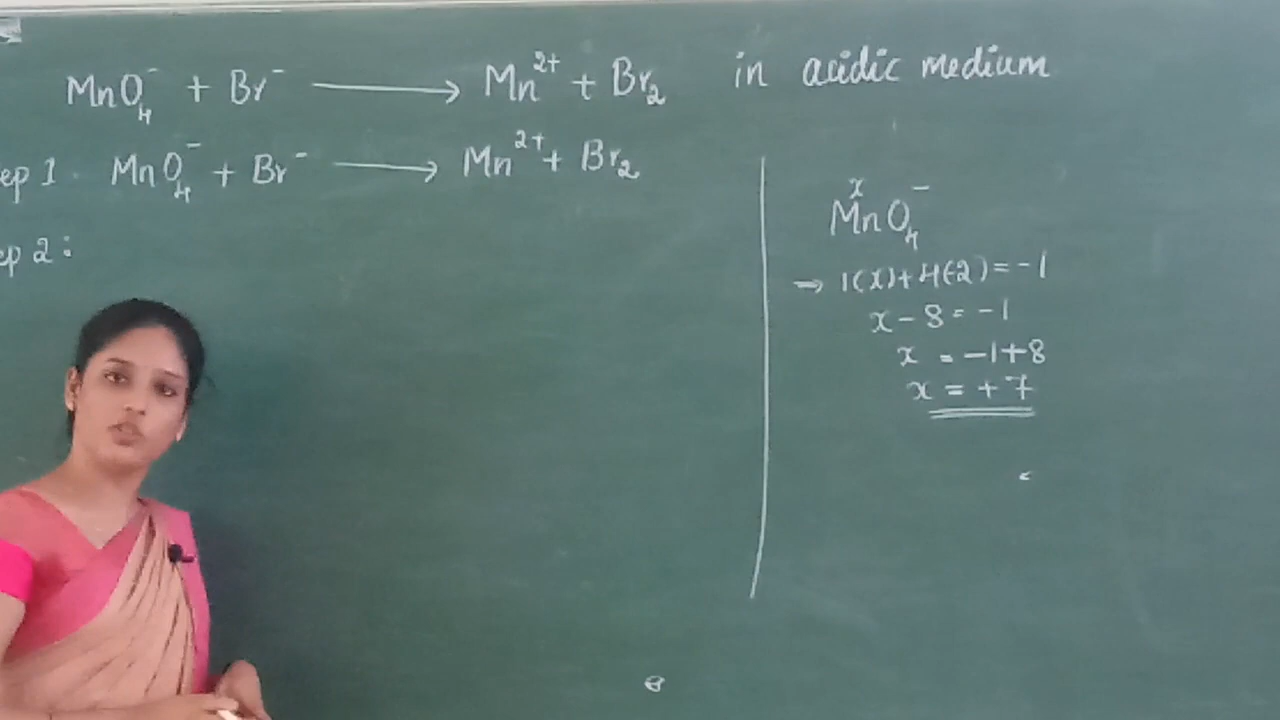 MnO₄⁻ + Br⁻ ⟶ Mn²⁺ + Br₂ in acidic medium
ep 1. MnO₄⁻ + Br⁻ ⟶ Mn²⁺ + Br₂
ep 2:
x
MnO₄⁻
⇒ 1(x)+4(-2)=-1
x-8=-1
x = -1+8
x = +7